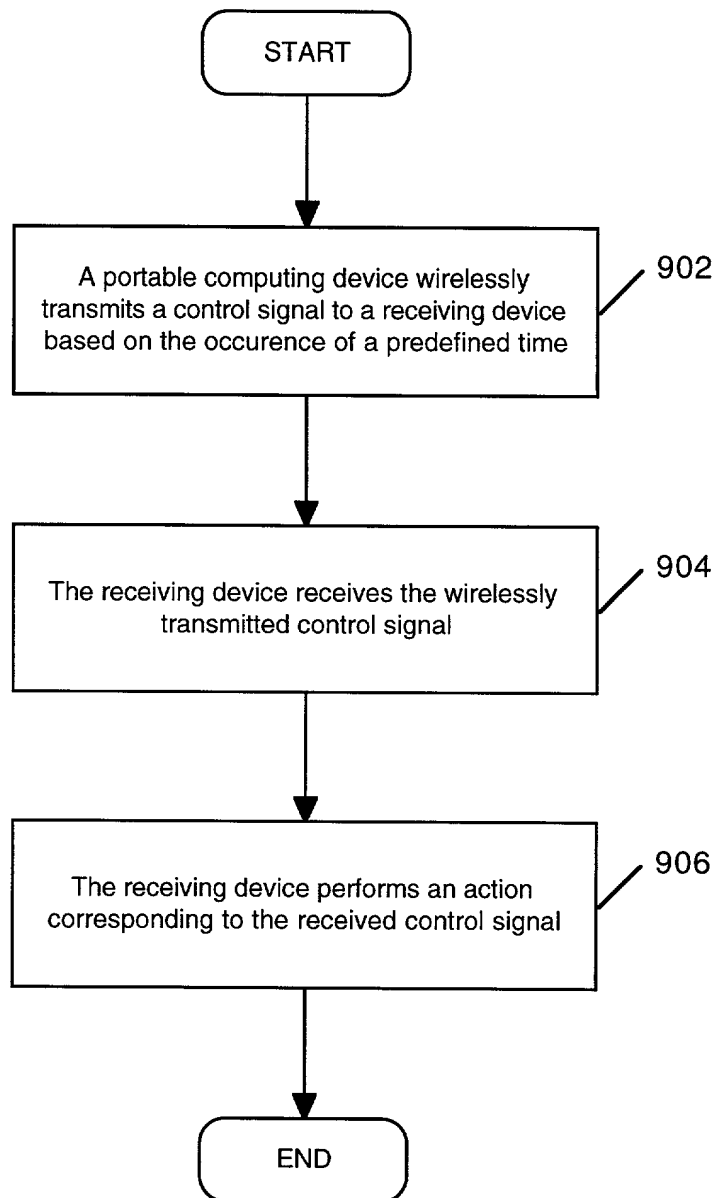 START
A portable computing device wirelessly
transmits a control signal to a receiving device
based on the occurence of a predefined time
902
The receiving device receives the wirelessly
transmitted control signal
904
The receiving device performs an action
corresponding to the received control signal
906
END